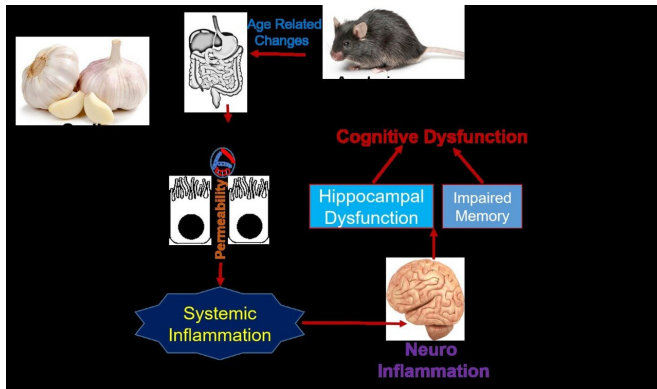 Age Related
Changes
Cognitive Dysfunction
Hippocampal
Dysfunction
Impaired
Memory
Permeability
Systemic
Inflammation
Neuro
Inflammation